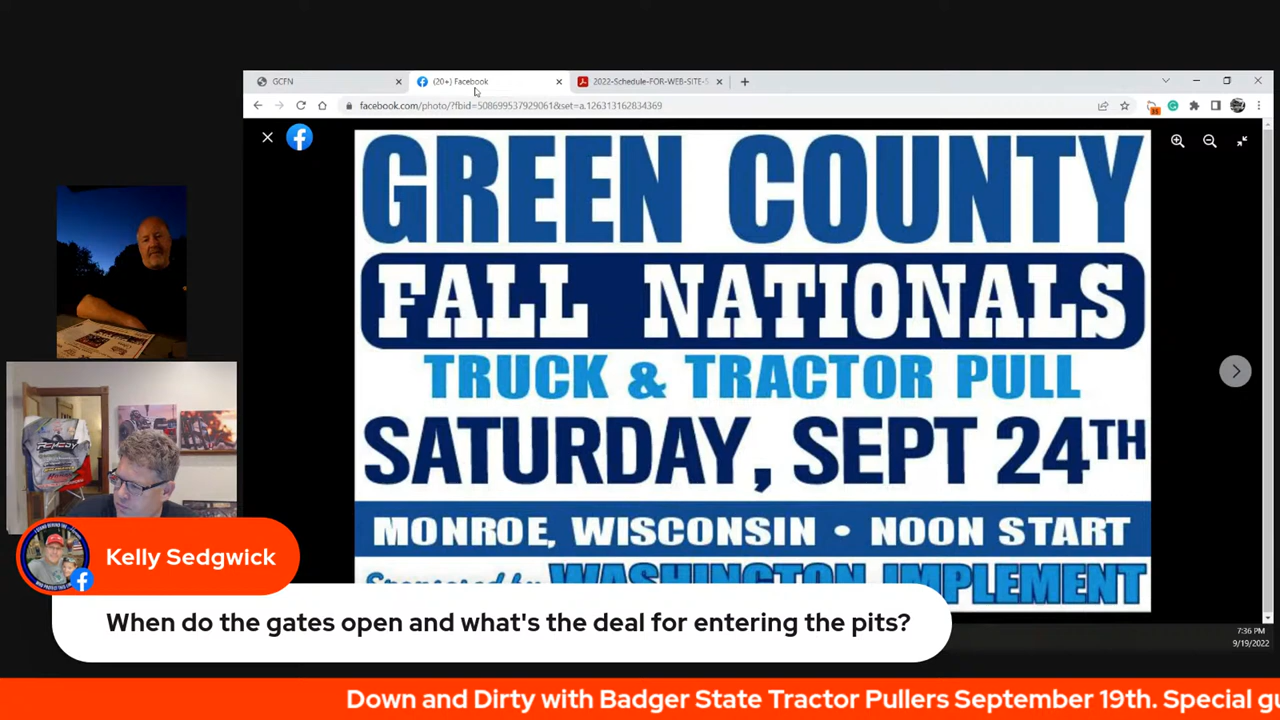 GCFN
(20+) Facebook
2022-Schedule-FOR-WEB-SITE-S
facebook.com/photo/?fbid=508699537929061&set=a.126313162834369
GREEN COUNTY
FALL NATIONALS
TRUCK & TRACTOR PULL
SATURDAY, SEPT 24TH
MONROE, WISCONSIN • NOON START
Sponsored by WASHINGTON IMPLEMENT
Kelly Sedgwick
When do the gates open and what's the deal for entering the pits?
7:36 PM
9/19/2022
Down and Dirty with Badger State Tractor Pullers September 19th. Special gu